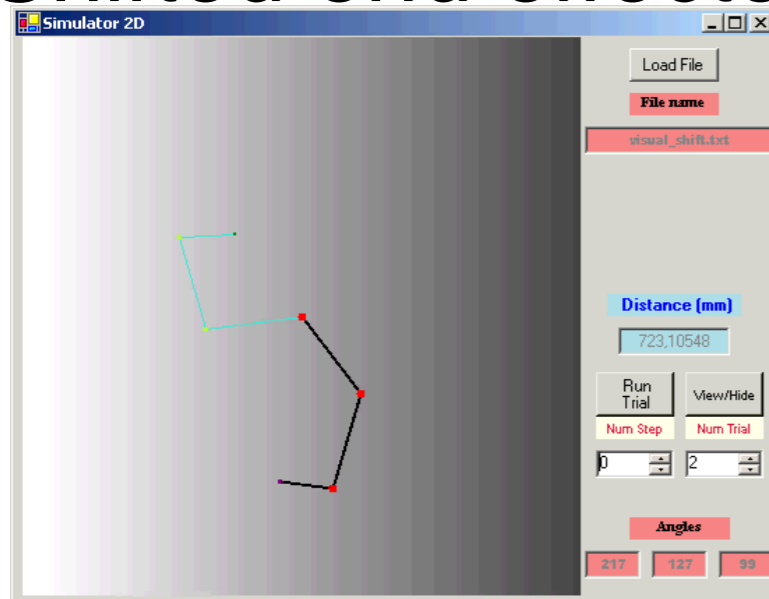 Simulator 2D
Load File
File name
visual_shift.txt
Distance (mm)
723,10548
Run Trial
View/Hide
Num Step
Num Trial
0
2
Angles
217 127 99